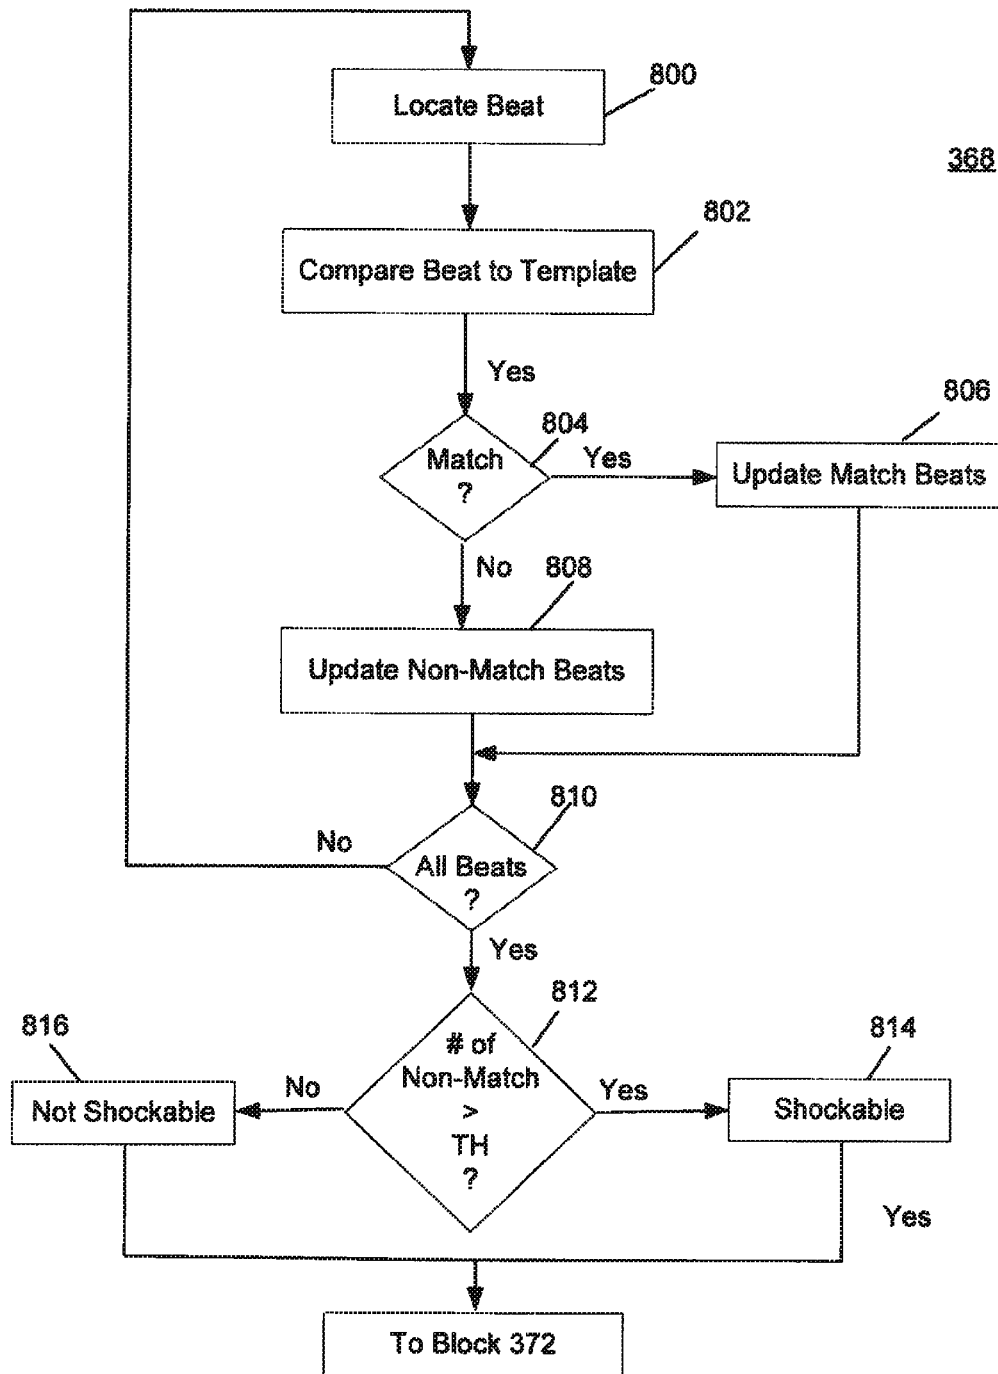 800
Locate Beat
368
802
Compare Beat to Template
Yes
804
806
Match
?
Yes
Update Match Beats
No
808
Update Non-Match Beats
810
No
All Beats
?
Yes
812
816
814
# of
Non-Match
>
TH
?
No
Yes
Not Shockable
Shockable
Yes
To Block 372